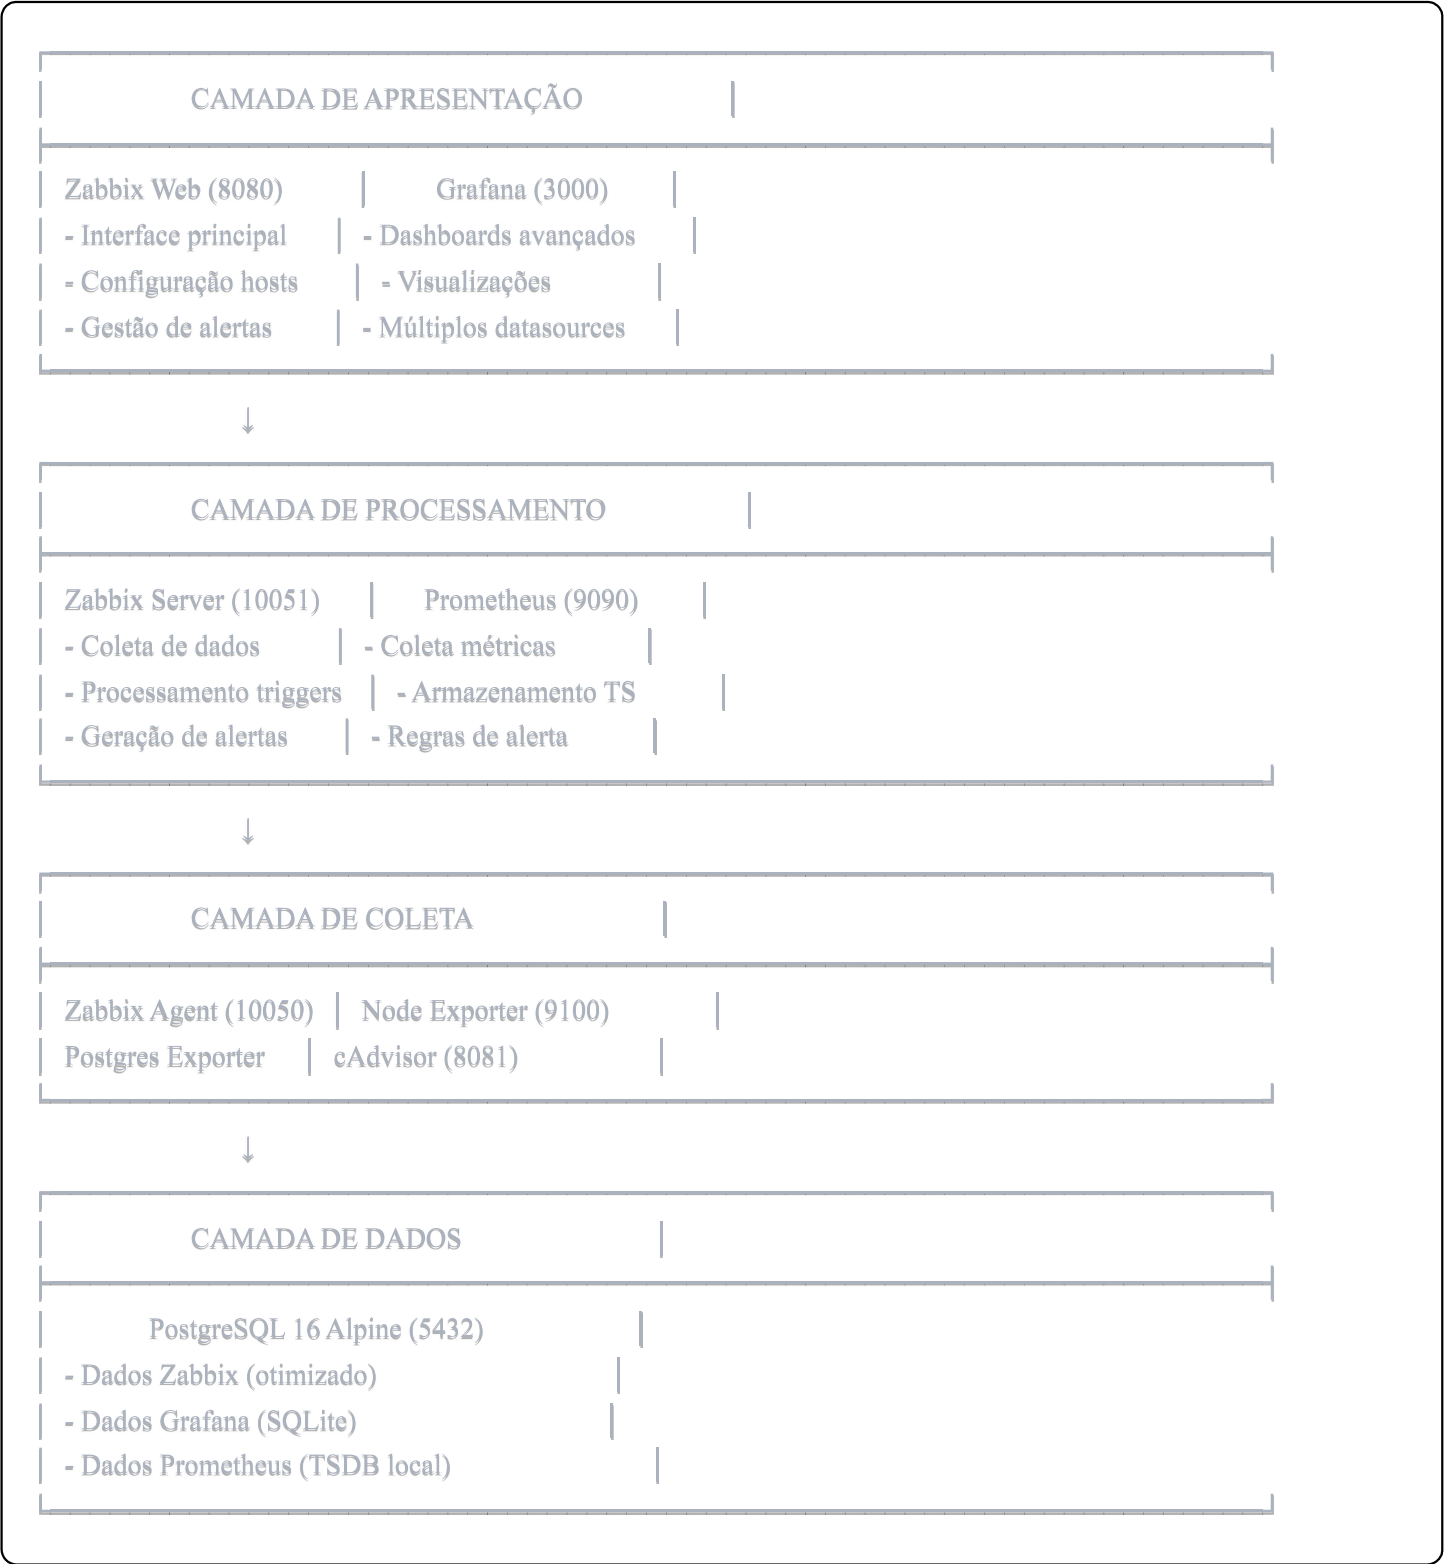 CAMADA DE APRESENTAÇÃO
Zabbix Web (8080) | Grafana (3000) |
- Interface principal | - Dashboards avançados |
- Configuração hosts | - Visualizações |
- Gestão de alertas | - Múltiplos datasources |
↓
CAMADA DE PROCESSAMENTO
Zabbix Server (10051) | Prometheus (9090) |
- Coleta de dados | - Coleta métricas |
- Processamento triggers | - Armazenamento TS |
- Geração de alertas | - Regras de alerta |
↓
CAMADA DE COLETA
Zabbix Agent (10050) | Node Exporter (9100) |
Postgres Exporter | cAdvisor (8081) |
↓
CAMADA DE DADOS
PostgreSQL 16 Alpine (5432) |
- Dados Zabbix (otimizado) |
- Dados Grafana (SQLite) |
- Dados Prometheus (TSDB local) |